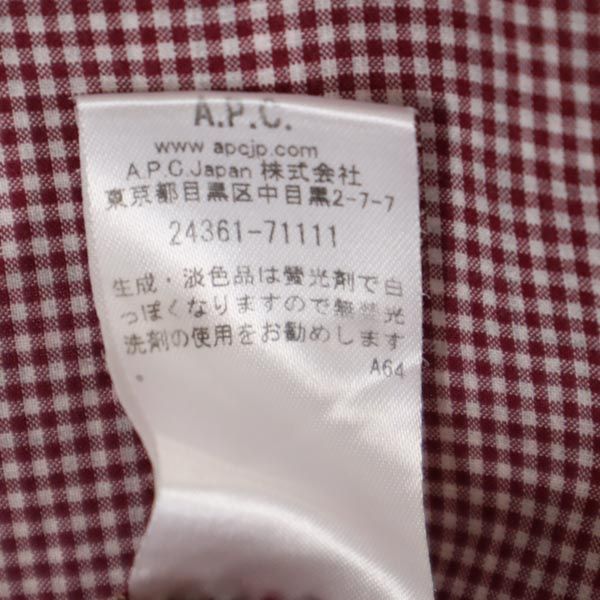 A.P.C.
www.apcjp.com
A.P.C.Japan 株式会社
東京都目黒区中目黒2-7-7
24361-71111
生成・淡色品は蛍光剤で白
っぽくなりますので無蛍光
洗剤の使用をお勧めします
A64